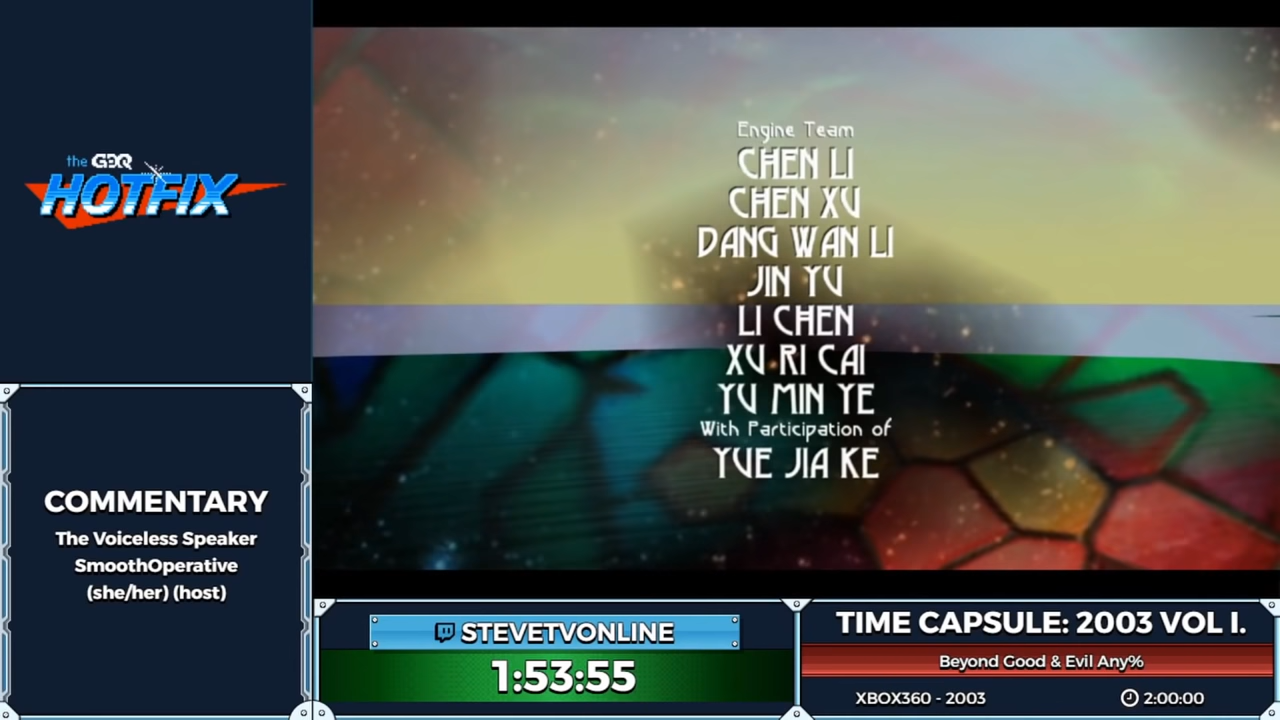 the GDQ
HOTFIX
Engine Team
CHEN LI
CHEN XU
DANG WAN LI
JIN YU
LI CHEN
XU RI CAI
YU MIN YE
With Participation of
YUE JIA KE
COMMENTARY
The Voiceless Speaker
SmoothOperative
(she/her) (host)
STEVETVONLINE
1:53:55
TIME CAPSULE: 2003 VOL I.
Beyond Good & Evil Any%
XBOX360 - 2003
2:00:00